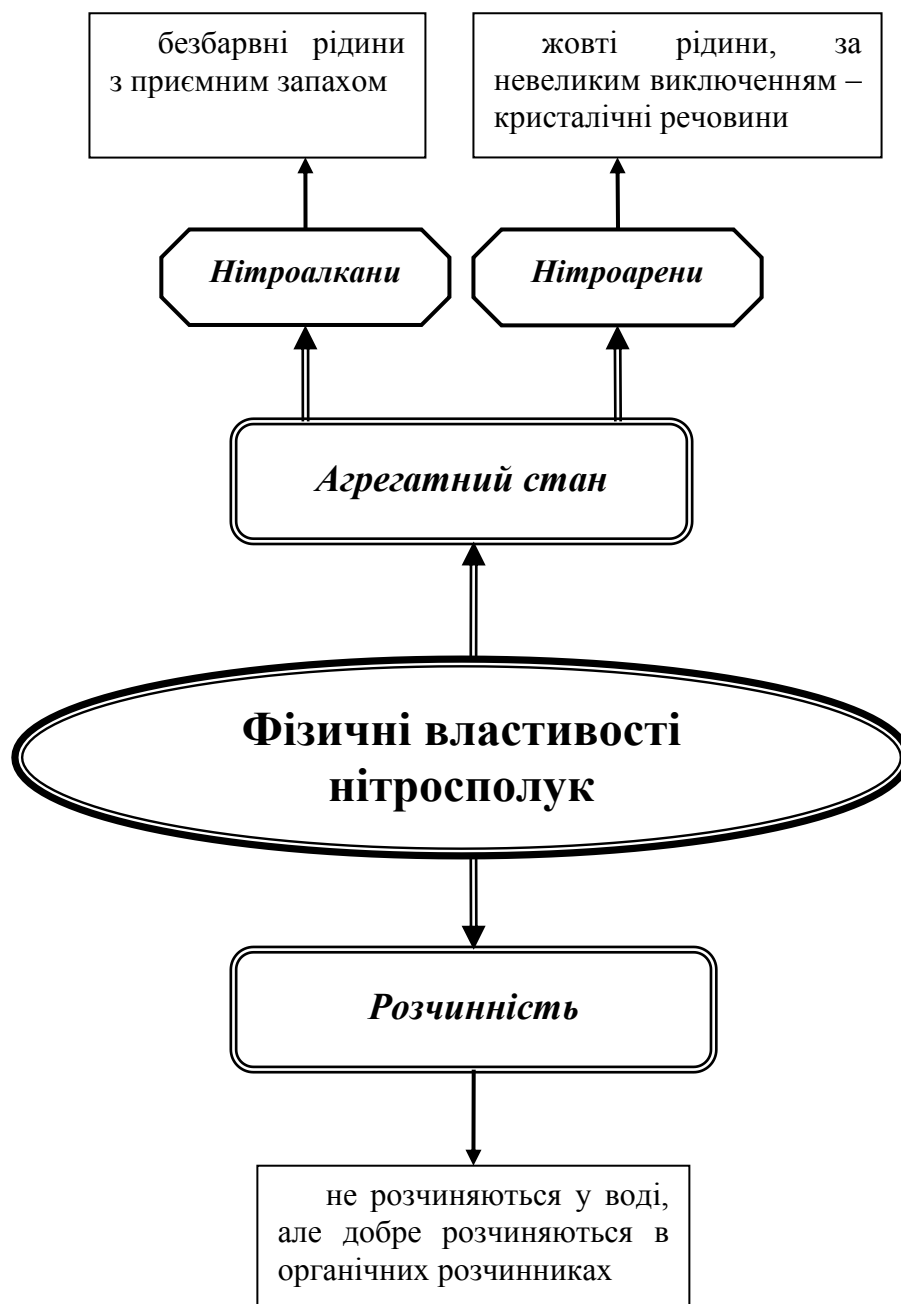 безбарвні рідини
з приємним запахом
жовті рідини, за
невеликим виключенням –
кристалічні речовини
Нітроалкани
Нітроарени
Агрегатний стан
Фізичні властивості
нітросполук
Розчинність
не розчиняються у воді,
але добре розчиняються в
органічних розчинниках